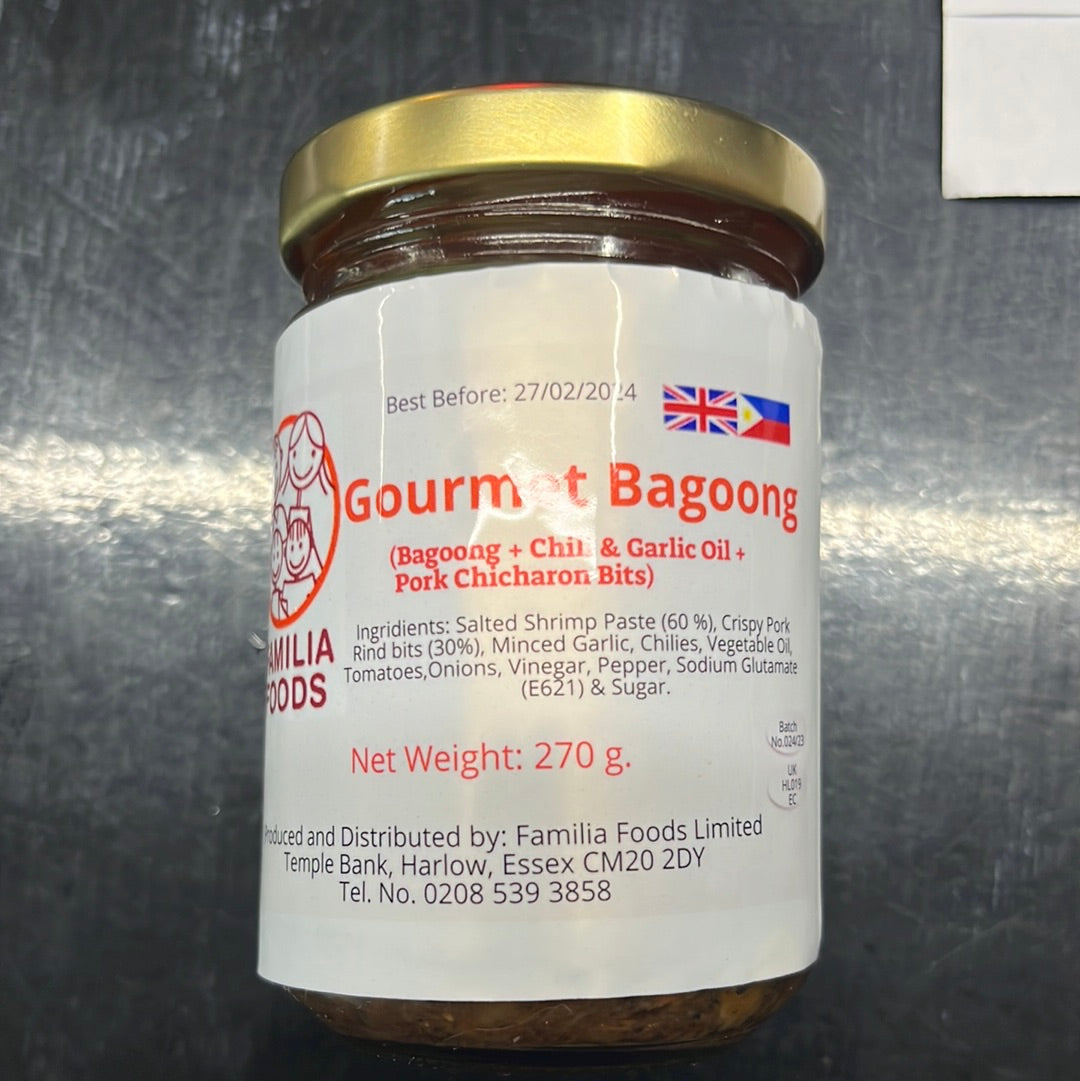 Best Before: 27/02/2024
Gourmet Bagoong
(Bagoong + Chili & Garlic Oil +
Pork Chicharon Bits)
Ingridients: Salted Shrimp Paste (60 %), Crispy Pork
Rind bits (30%), Minced Garlic, Chilies, Vegetable Oil,
Tomatoes,Onions, Vinegar, Pepper, Sodium Glutamate
(E621) & Sugar.
FAMILIA
FOODS
Net Weight: 270 g.
Batch
No.024/23
UK
HL019
EC
Produced and Distributed by: Familia Foods Limited
Temple Bank, Harlow, Essex CM20 2DY
Tel. No. 0208 539 3858